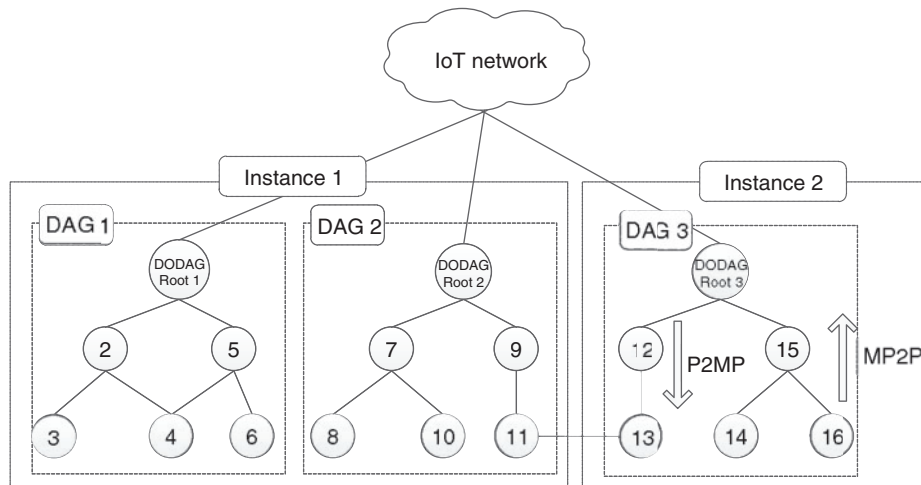 IoT network
Instance 1
Instance 2
DAG 1
DAG 2
DAG 3
DODAG
Root 1
DODAG
Root 2
DODAG
Root 3
2
5
7
9
12
15
P2MP
MP2P
3
4
6
8
10
11
13
14
16